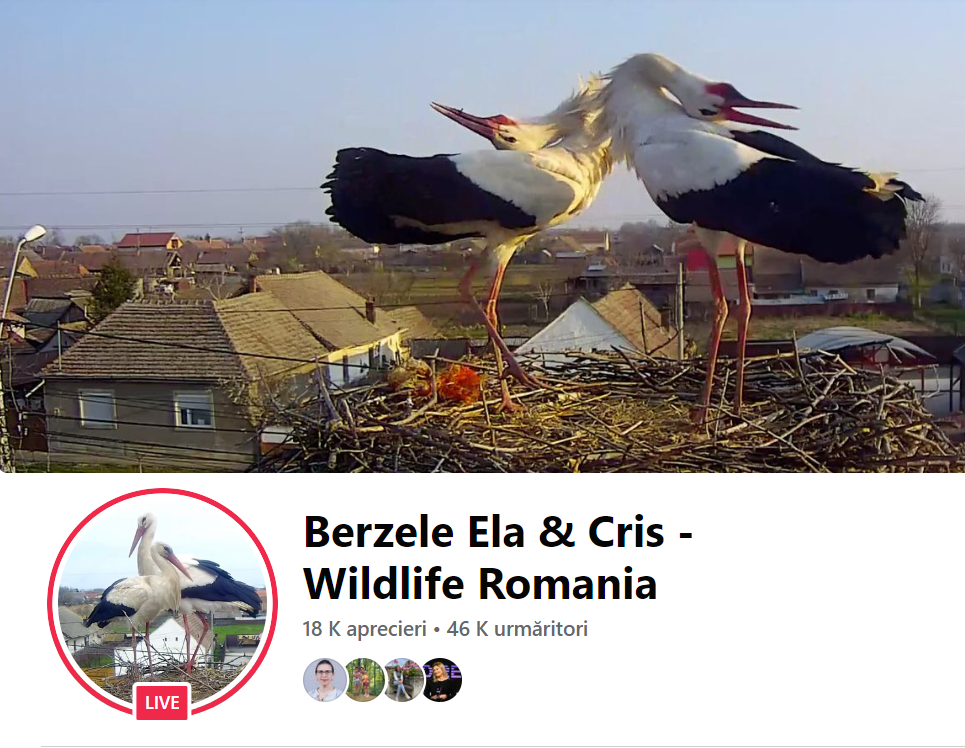 Berzele Ela & Cris -
Wildlife Romania
18 K aprecieri • 46 K urmăritori
LIVE